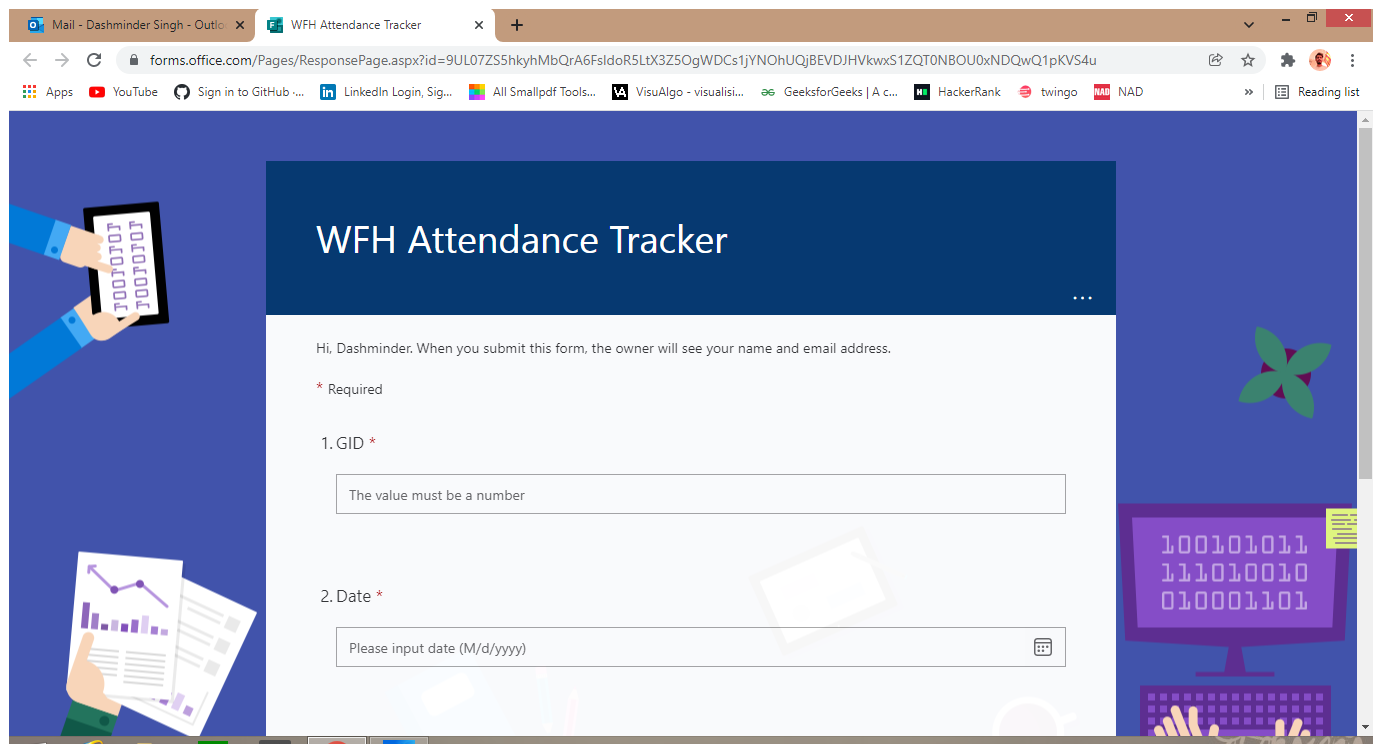 Mail - Dashminder Singh - Outlo
WFH Attendance Tracker
forms.office.com/Pages/ResponsePage.aspx?id=9UL07ZS5hkyhMbQrA6FsIdoR5LtX3Z5OgWDCs1jYNOhUQjBEVDJHVkwxS1ZQT0NBOU0xNDQwQ1pKVS4u
Apps
YouTube
Sign in to GitHub ·...
LinkedIn Login, Sig...
All Smallpdf Tools...
VisuAlgo - visualisi...
GeeksforGeeks | A c...
HackerRank
twingo
NAD
NAD
Reading list
WFH Attendance Tracker
Hi, Dashminder. When you submit this form, the owner will see your name and email address.
* Required
1. GID *
The value must be a number
2. Date *
Please input date (M/d/yyyy)
100101011
111010010
010001101